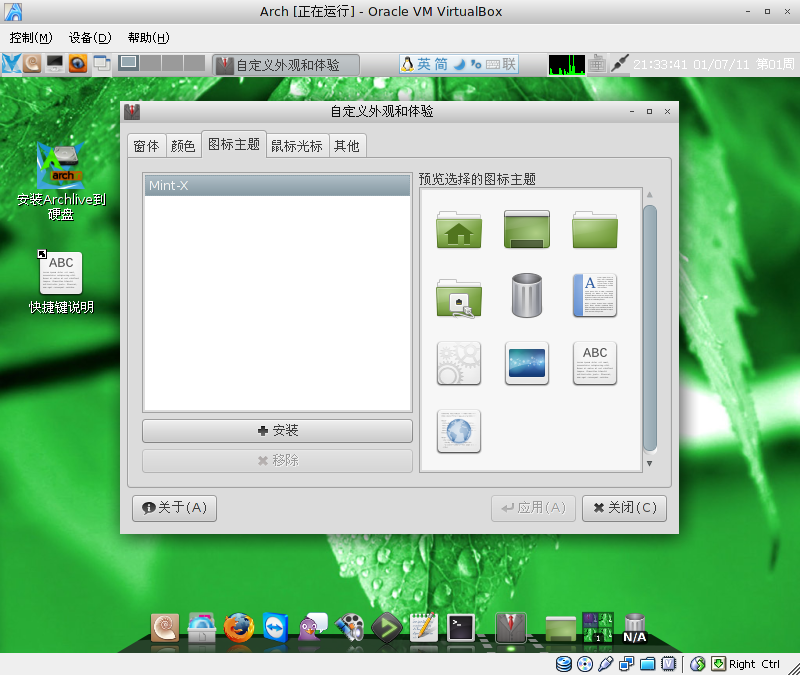 Arch [正在运行] - Oracle VM VirtualBox
控制(M) 设备(D) 帮助(H)
自定义外观和体验
英 简 联
21:33:41 01/07/11 第01周
自定义外观和体验
窗体 颜色 图标主题 鼠标光标 其他
Mint-X
预览选择的图标主题
arch
安装Archlive到
硬盘
ABC
快捷键说明
A
ABC
安装
移除
关于(A) 应用(A) 关闭(C)
N/A
Right Ctrl